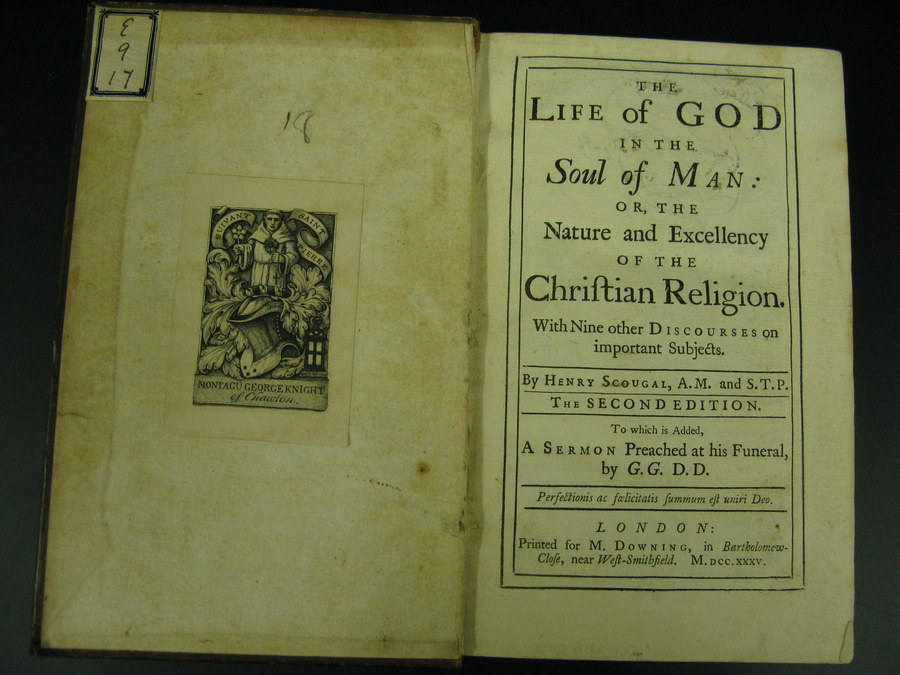 E
9
17
18
VIVANT
SAINT
PIERRE
MONTAGU GEORGE KNIGHT
of Chawton.
THE
LIFE of GOD
IN THE
Soul of MAN:
OR, THE
Nature and Excellency
OF THE
Chriſtian Religion.
With Nine other DISCOURSES on
important Subjects.
By HENRY SCOUGAL, A.M. and S.T.P.
THE SECOND EDITION.
To which is Added,
A SERMON Preached at his Funeral,
by G. G. D. D.
Perfectionis ac fœlicitatis ſummum eſt uniri Deo.
LONDON:
Printed for M. DOWNING, in Bartholomew-
Cloſe, near Weſt-Smithfield. M.DCC.XXXV.